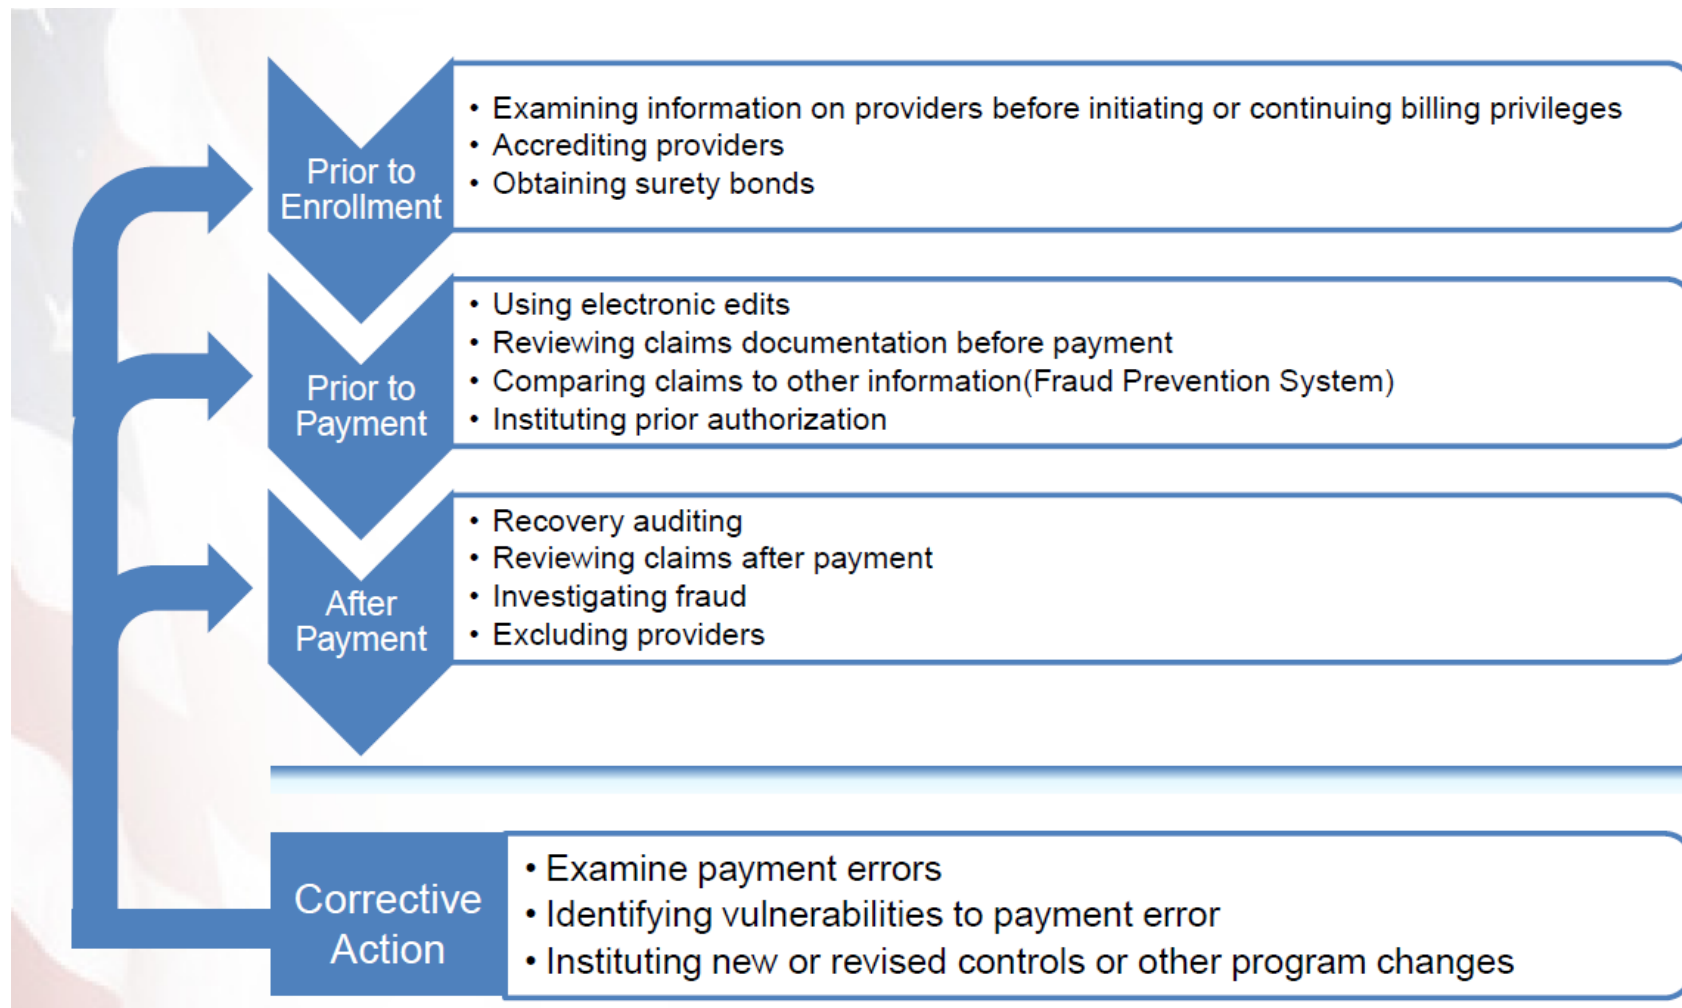 Prior to
Enrollment
• Examining information on providers before initiating or continuing billing privileges
• Accrediting providers
• Obtaining surety bonds
Prior to
Payment
• Using electronic edits
• Reviewing claims documentation before payment
• Comparing claims to other information(Fraud Prevention System)
• Instituting prior authorization
After
Payment
• Recovery auditing
• Reviewing claims after payment
• Investigating fraud
• Excluding providers
Corrective
Action
• Examine payment errors
• Identifying vulnerabilities to payment error
• Instituting new or revised controls or other program changes